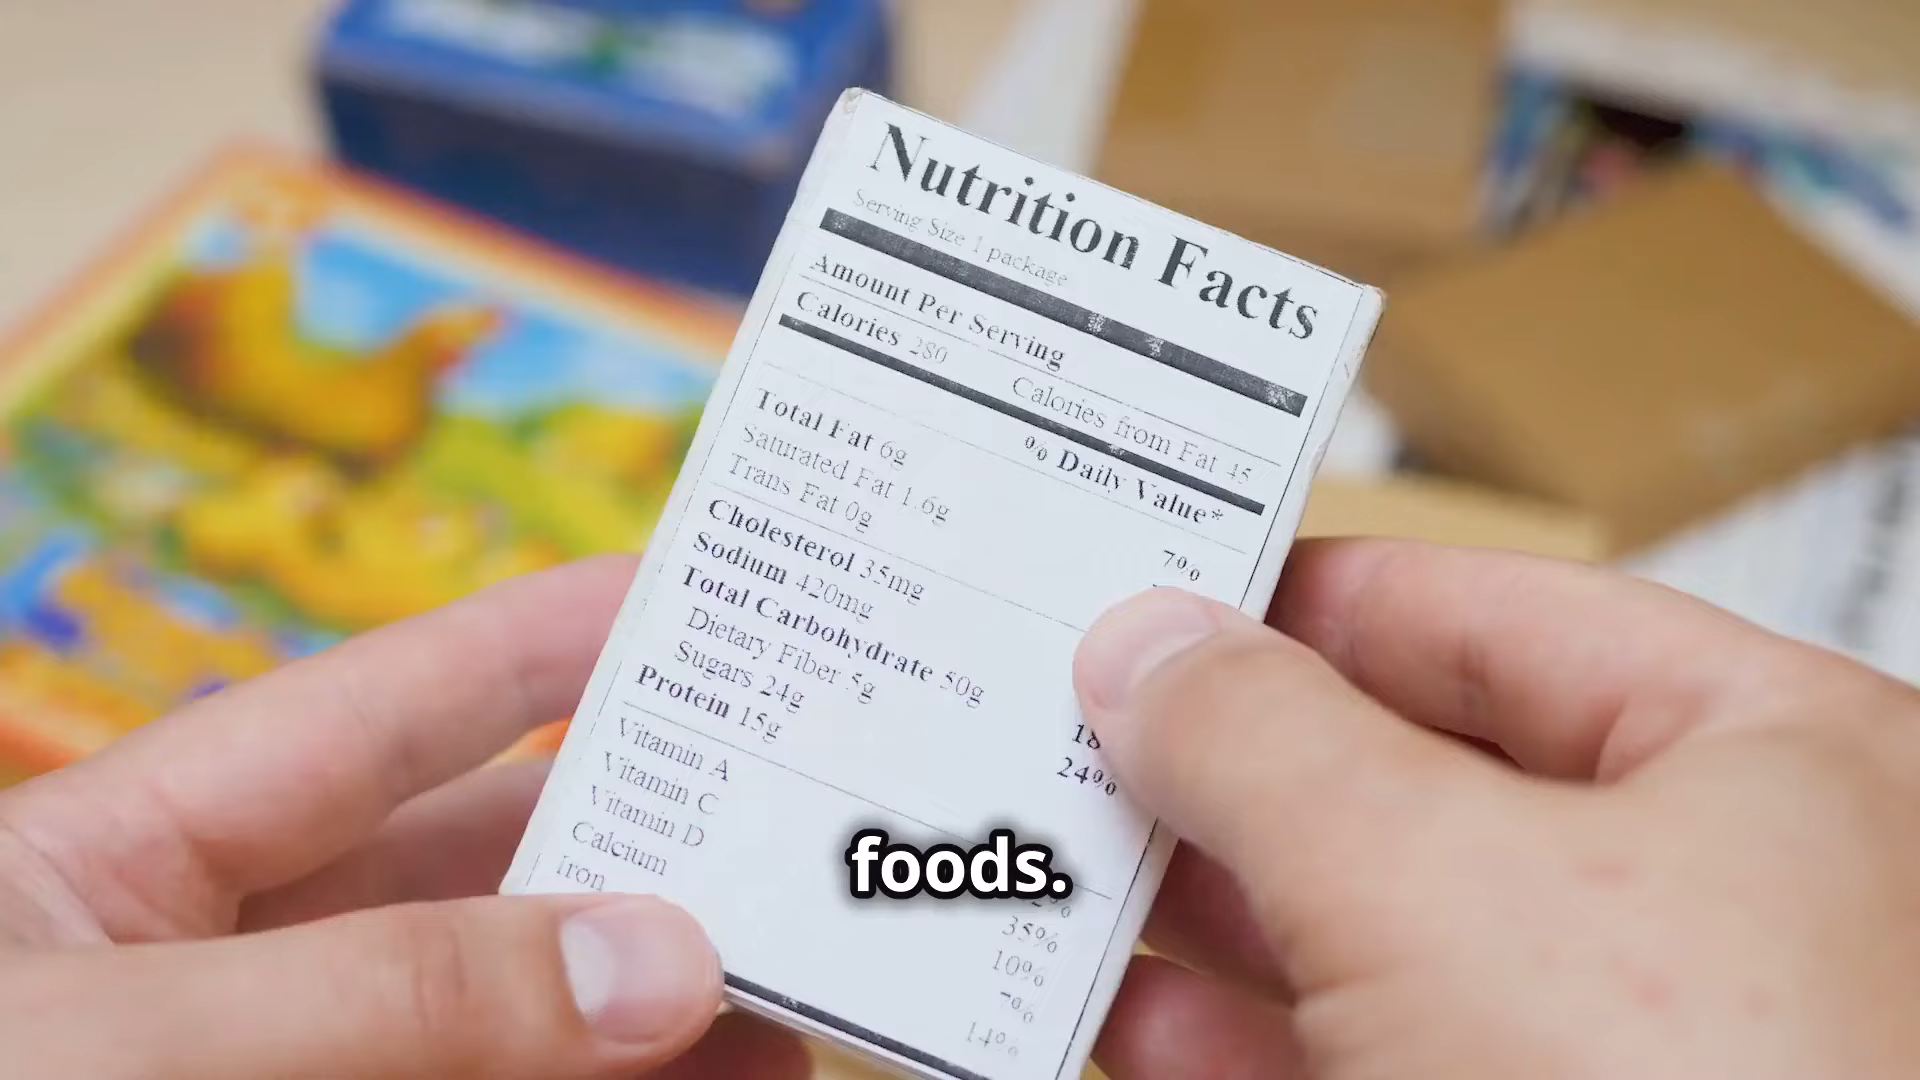 Nutrition Facts
Serving Size 1 package
Amount Per Serving
Calories 280
Calories from Fat 45
% Daily Value*
Total Fat 6g
7%
Saturated Fat 1.6g
Trans Fat 0g
Cholesterol 35mg
Sodium 420mg
18
Total Carbohydrate 50g
24%
Dietary Fiber 5g
Sugars 24g
Protein 15g
Vitamin A
Vitamin C
35%
Vitamin D
10%
Calcium
7%
Iron
14%
foods.